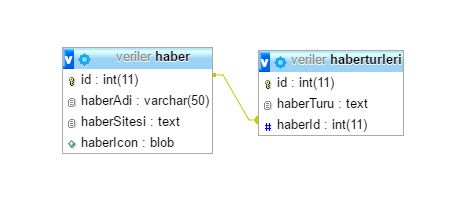 v veriler haber
id : int(11)
haberAdi : varchar(50)
haberSitesi : text
haberIcon : blob
v veriler haberturleri
id : int(11)
haberTuru : text
# haberId : int(11)